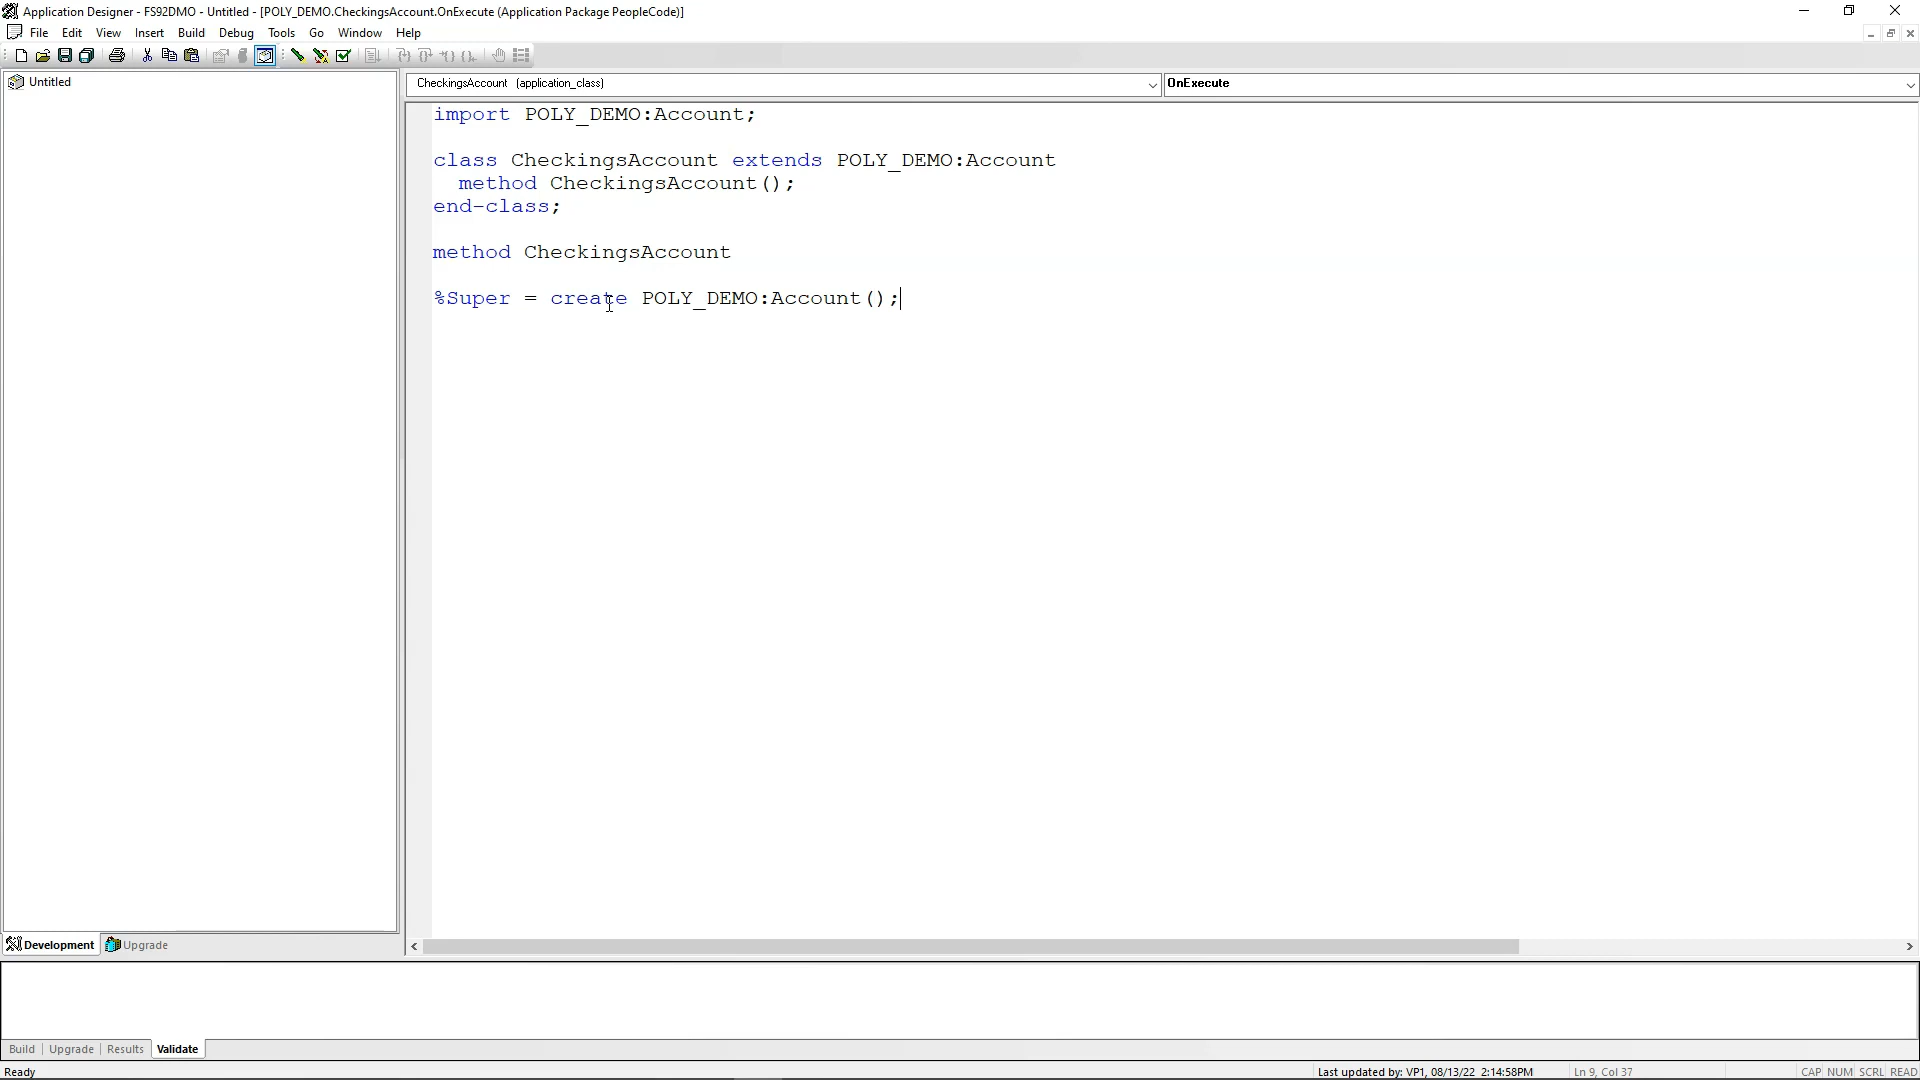 Application Designer - FS92DMO - Untitled - [POLY_DEMO.CheckingsAccount.OnExecute (Application Package PeopleCode)]
File Edit View Insert Build Debug Tools Go Window Help
Untitled
CheckingsAccount (application_class)
OnExecute
import POLY_DEMO:Account;
class CheckingsAccount extends POLY_DEMO:Account
method CheckingsAccount();
end-class;
method CheckingsAccount
%Super = create POLY_DEMO:Account();
Development Upgrade
Build Upgrade Results Validate
Ready
Last updated by: VP1, 08/13/22 2:14:58PM
Ln 9, Col 37
CAP NUM SCRL READ